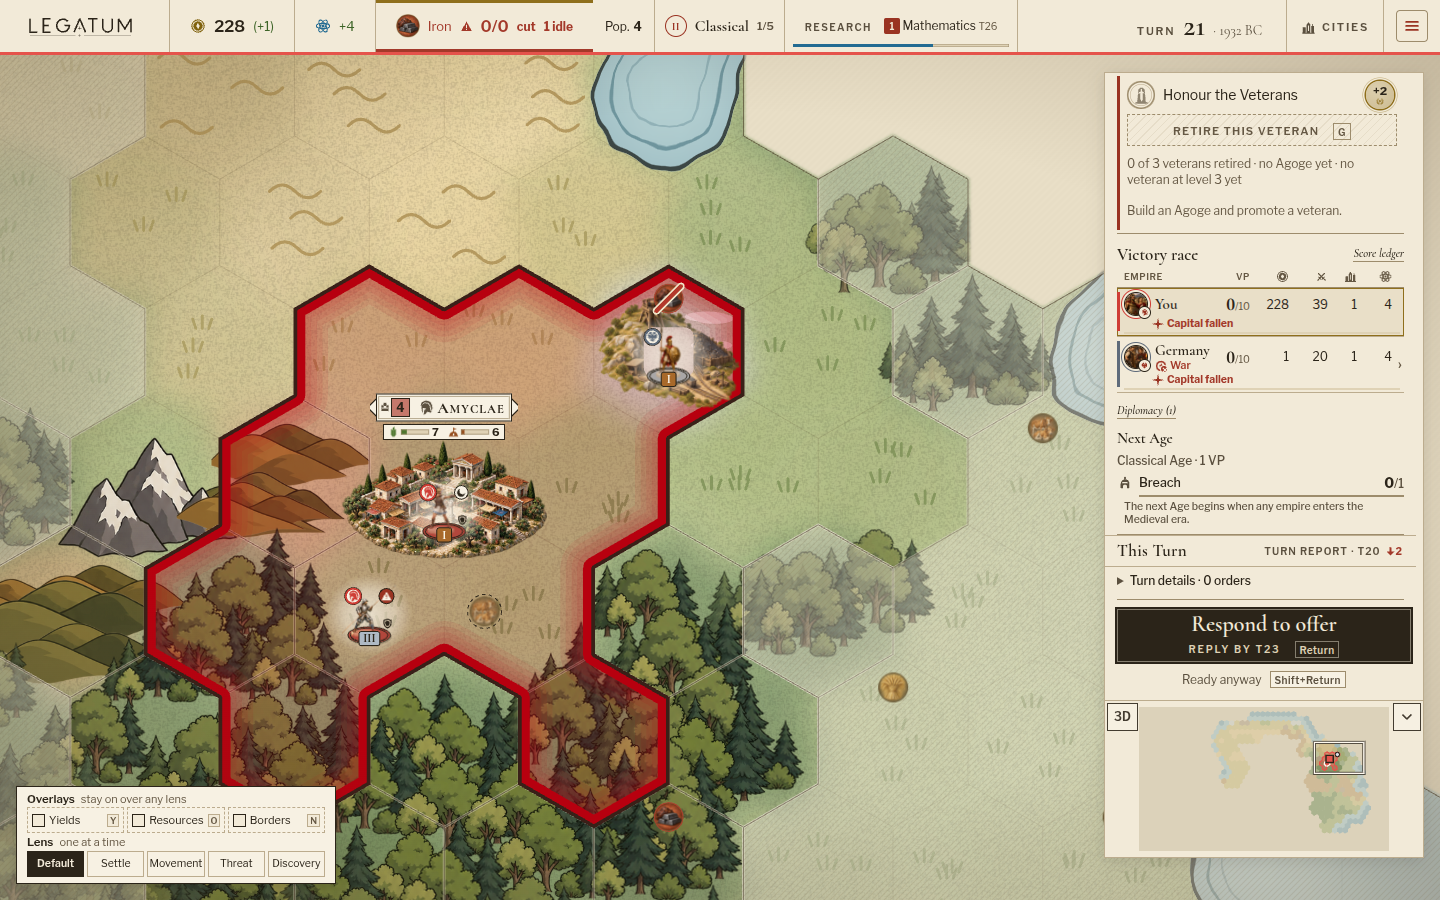 LEGATUM
228 (+1)
+4
Iron 0/0 cut 1 idle
Pop. 4
II Classical 1/5
RESEARCH 1 Mathematics T26
TURN 21 · 1932 BC
CITIES
Honour the Veterans +2
RETIRE THIS VETERAN G
0 of 3 veterans retired · no Agoge yet · no
veteran at level 3 yet
Build an Agoge and promote a veteran.
Victory race Score ledger
EMPIRE VP
You 0/10 228 39 1 4
Capital fallen
Germany 0/10 1 20 1 4 ›
War
Capital fallen
Diplomacy (1)
Next Age
Classical Age · 1 VP
Breach 0/1
The next Age begins when any empire enters the
Medieval era.
This Turn TURN REPORT · T20 2
Turn details · 0 orders
Respond to offer
REPLY BY T23 Return
Ready anyway Shift+Return
3D
I
4 AMYCLAE
7 6
I
III
Overlays stay on over any lens
Yields Y Resources O Borders N
Lens one at a time
Default Settle Movement Threat Discovery